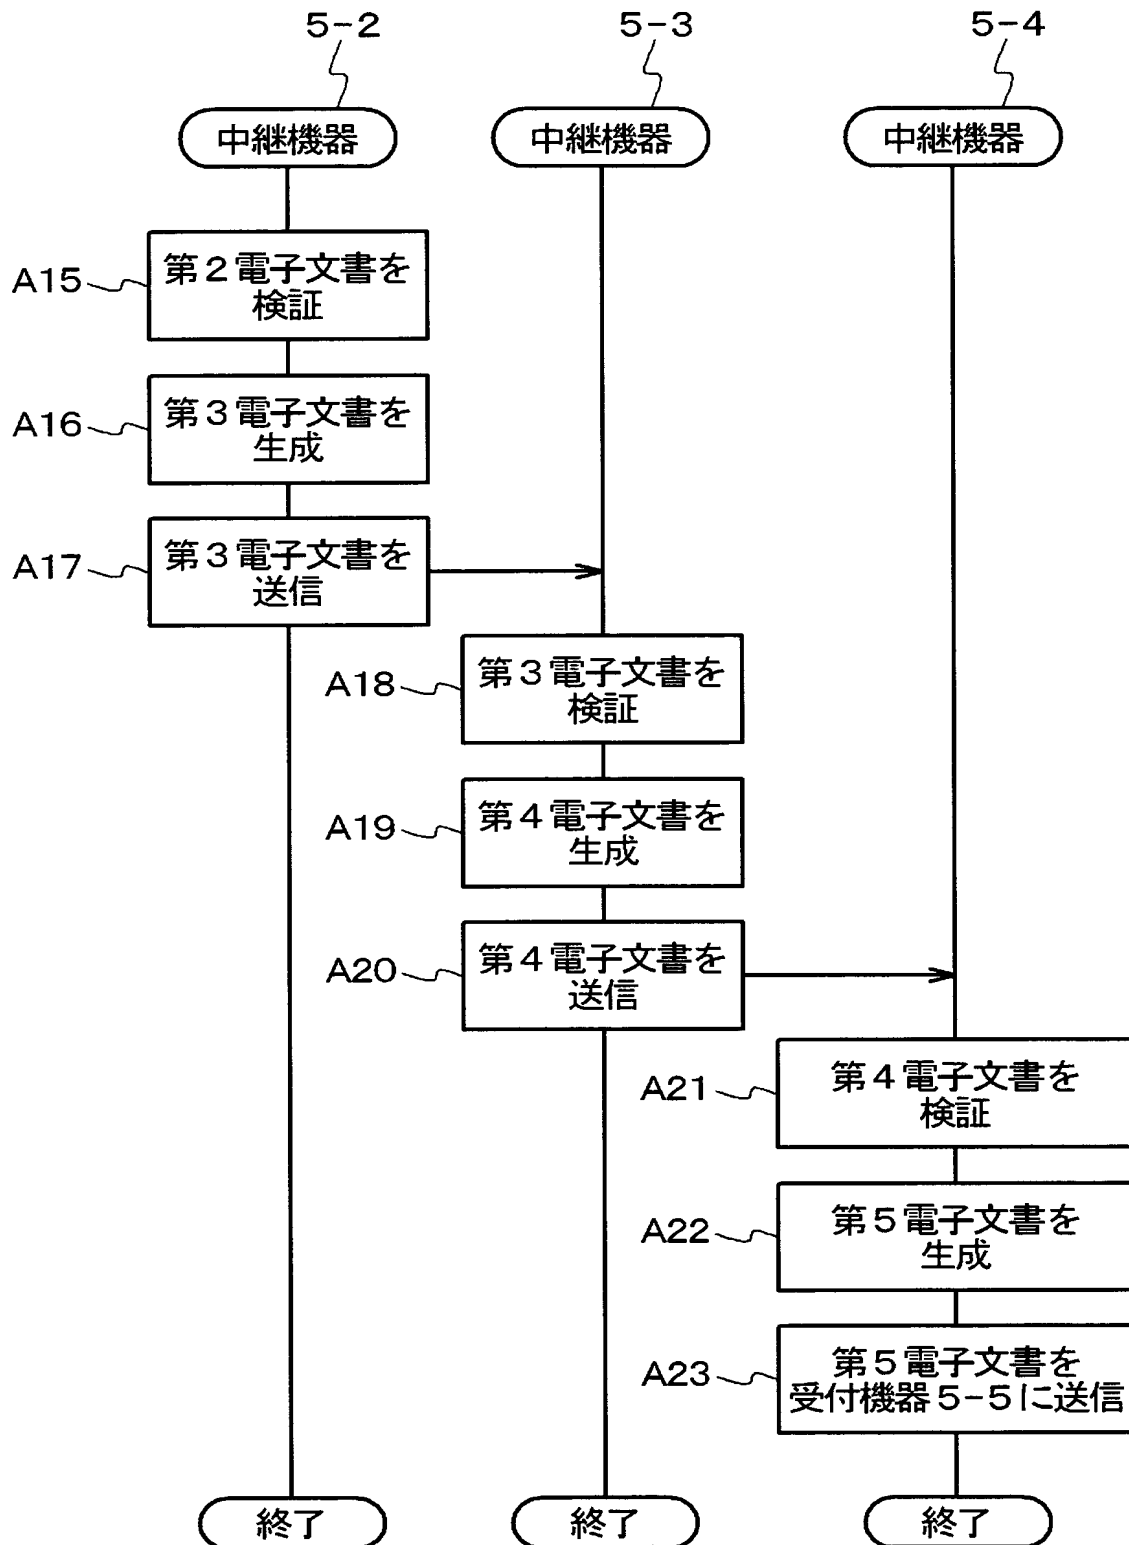 5-2
5-3
5-4
中継機器
中継機器
中継機器
A15
第2電子文書を
検証
A16
第3電子文書を
生成
A17
第3電子文書を
送信
A18
第3電子文書を
検証
A19
第4電子文書を
生成
A20
第4電子文書を
送信
A21
第4電子文書を
検証
A22
第5電子文書を
生成
A23
第5電子文書を
受付機器5-5に送信
終了
終了
終了